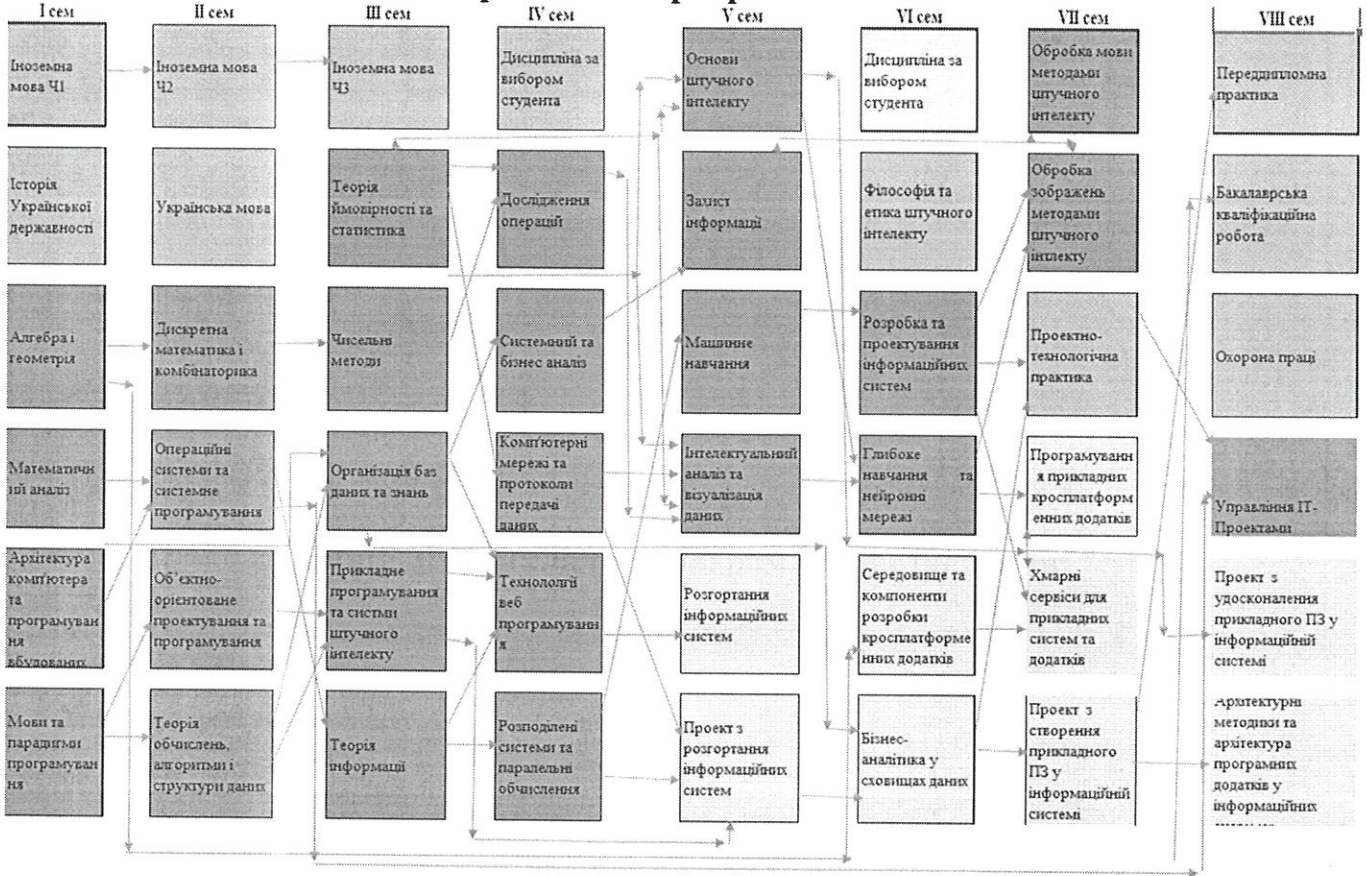 I сем
II сем
III сем
IV сем
V сем
VI сем
VII сем
VIII сем
Іноземна
мова Ч1
Іноземна мова
Ч2
Іноземна мова
Ч3
Дисципліна за
вибором
студента
Основи
штучного
інтелекту
Дисципліна за
вибором
студента
Обробка мови
методами
штучного
інтелекту
Переддипломна
практика
Історія
Української
державності
Українська мова
Теорія
ймовірності та
статистика
Дослідження
операцій
Захист
інформації
Філософія та
етика штучного
інтелекту
Обробка
зображень
методами
штучного
інтлекту
Бакалаврська
кваліфікаційна
робота
Алгебра і
геометрія
Дискретна
математика і
комбінаторика
Чисельні
методи
Системний та
бізнес аналіз
Машинне
навчання
Розробка та
проектування
інформаційних
систем
Проектно-
технологічна
практика
Охорона праці
Математичн
ий аналіз
Операційні
системи та
системне
програмування
Організація баз
даних та знань
Комп'ютерні
мережі та
протоколи
передачі
даних
Інтелектуальний
аналіз та
візуалізація
даних
Глибоке
навчання та
нейронні
мережі
Програмуванн
я прикладних
кросплатформ
енних додатків
Управління ІТ-
Проектами
Архітектура
комп'ютера
та
програмуван
ня
вбудованих
Об'єктно-
орієнтоване
проектування та
програмування
Прикладне
програмування
та систми
штучного
інтелекту
Технології
веб
програмуванн
я
Розгортання
інформаційних
систем
Середовище та
компоненти
розробки
кросплатформе
нних додатків
Хмарні
сервіси для
прикладних
систем та
додатків
Проект з
удосконалення
прикладного ПЗ у
інформаційній
системі
Мови та
парадигми
програмуван
ня
Теорія
обчислень,
алгоритми і
структури даних
Теорія
інформації
Розподілені
системи та
паралельні
обчислення
Проект з
розгортання
інформаційних
систем
Бізнес-
аналітика у
сховищах даних
Проект з
створення
прикладного
ПЗ у
інформаційній
системі
Архітектурні
методики та
архітектура
програмних
додатків у
інформаційних